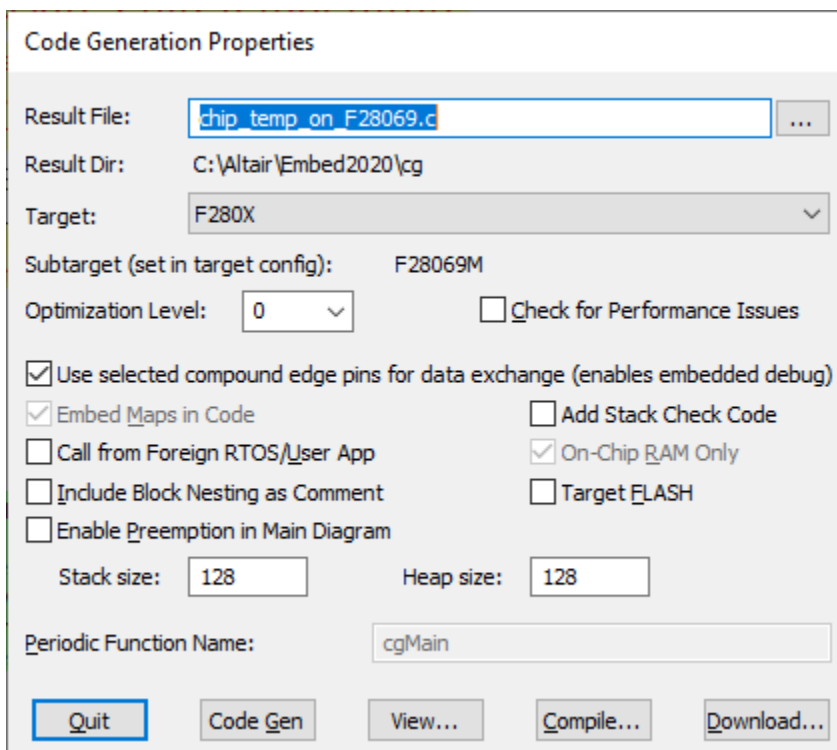 Code Generation Properties
Result File: chip_temp_on_F28069.c ...
Result Dir: C:\Altair\Embed2020\cg
Target: F280X
Subtarget (set in target config): F28069M
Optimization Level: 0 Check for Performance Issues
Use selected compound edge pins for data exchange (enables embedded debug)
Embed Maps in Code Add Stack Check Code
Call from Foreign RTOS/User App On-Chip RAM Only
Include Block Nesting as Comment Target FLASH
Enable Preemption in Main Diagram
Stack size: 128 Heap size: 128
Periodic Function Name: cgMain
Quit Code Gen View... Compile... Download...